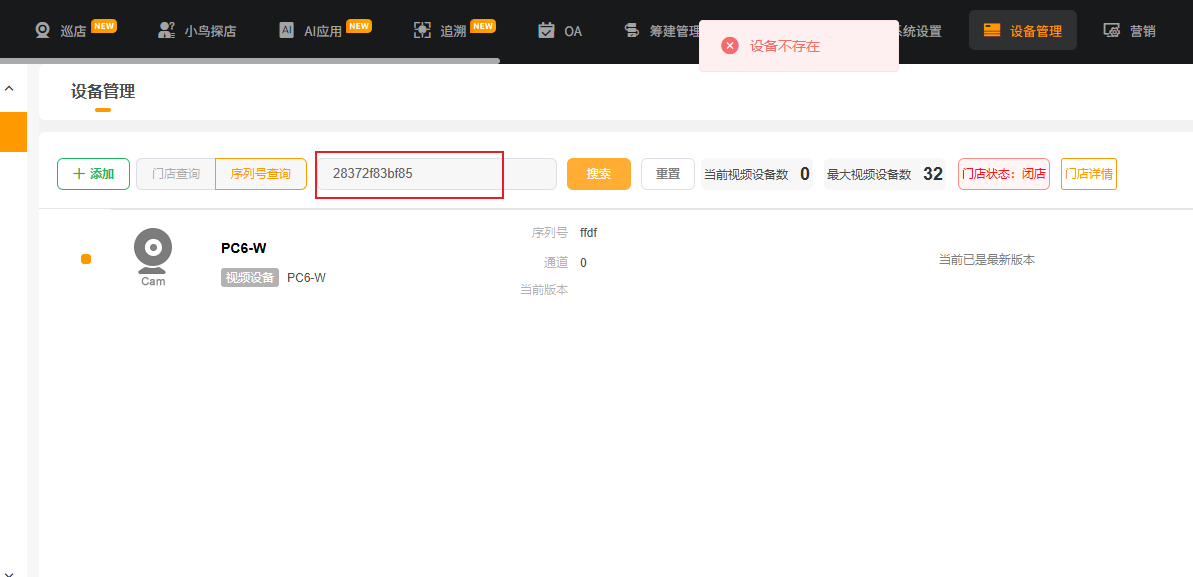 巡店 NEW 小鸟探店 AI AI应用 NEW 追溯 NEW OA 筹建管理 系统设置 设备管理 营销
设备不存在
设备管理
+ 添加 门店查询 序列号查询 28372f83bf85 搜索 重置 当前视频设备数 0 最大视频设备数 32 门店状态：闭店 门店详情
序列号 ffdf
PC6-W
通道 0
当前已是最新版本
视频设备 PC6-W
Cam
当前版本